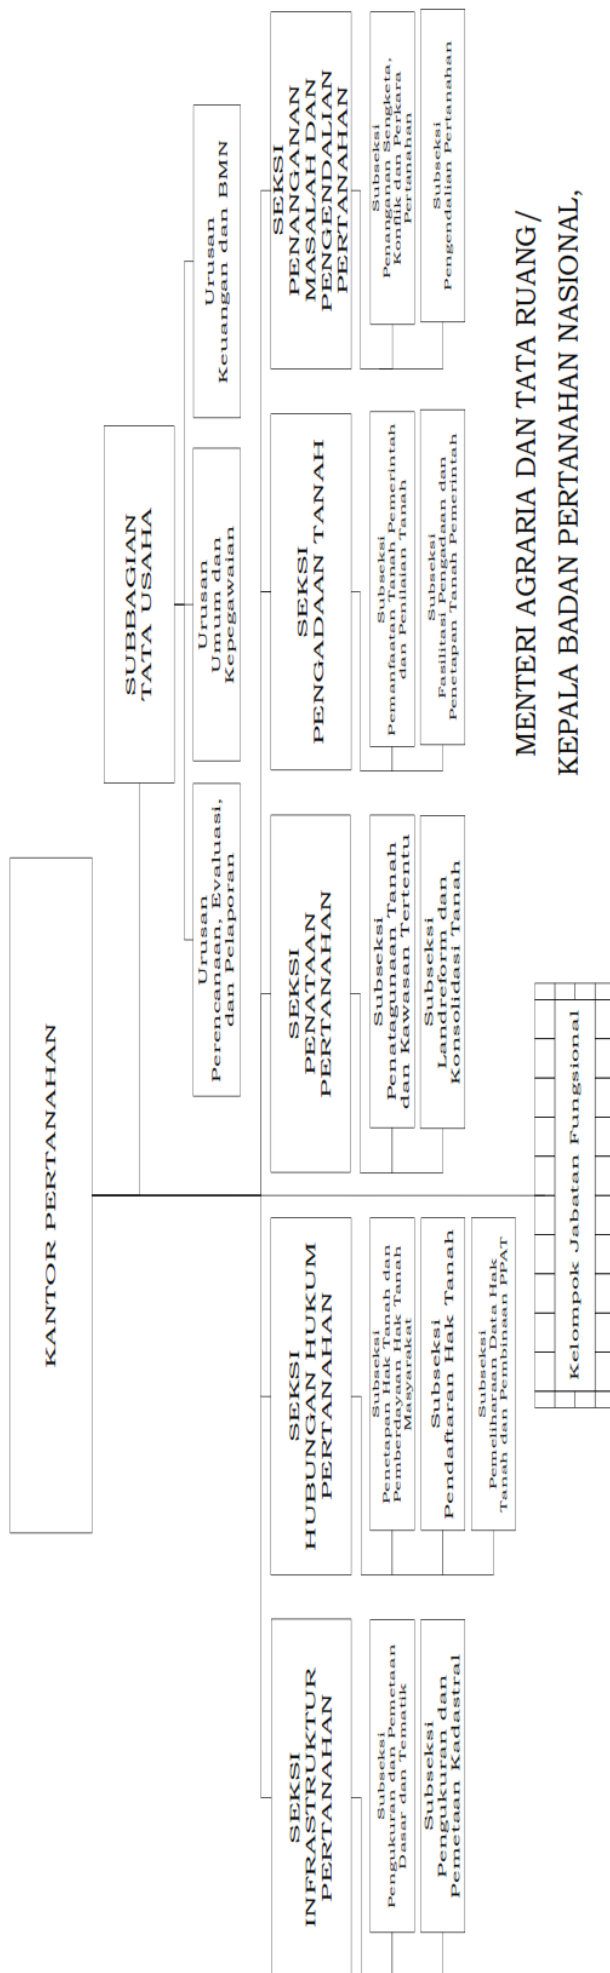 KANTOR PERTANAHAN
SUBBAGIAN
TATA USAHA
Urusan
Perencanaan, Evaluasi,
dan Pelaporan
Urusan
Umum dan
Kepegawaian
Urusan
Keuangan dan BMN
SEKSI
INFRASTRUKTUR
PERTANAHAN
SEKSI
HUBUNGAN HUKUM
PERTANAHAN
SEKSI
PENATAAN
PERTANAHAN
SEKSI
PENGADAAN TANAH
SEKSI
PENANGANAN
MASALAH DAN
PENGENDALIAN
PERTANAHAN
Subseksi
Pengukuran dan Pemetaan
Dasar dan Tematik
Subseksi
Pengukuran dan
Pemetaan Kadastral
Subseksi
Penetapan Hak Tanah dan
Pemberdayaan Hak Tanah
Masyarakat
Subseksi
Pendaftaran Hak Tanah
Subseksi
Pemeliharaan Data Hak
Tanah dan Pembinaan PPAT
Subseksi
Penatagunaan Tanah
dan Kawasan Tertentu
Subseksi
Landreform dan
Konsolidasi Tanah
Subseksi
Pemanfaatan Tanah Pemerintah
dan Penilaian Tanah
Subseksi
Fasilitasi Pengadaan dan
Penetapan Tanah Pemerintah
Subseksi
Penanganan Sengketa,
Konflik dan Perkara
Pertanahan
Subseksi
Pengendalian Pertanahan
Kelompok Jabatan Fungsional
MENTERI AGRARIA DAN TATA RUANG/
KEPALA BADAN PERTANAHAN NASIONAL,